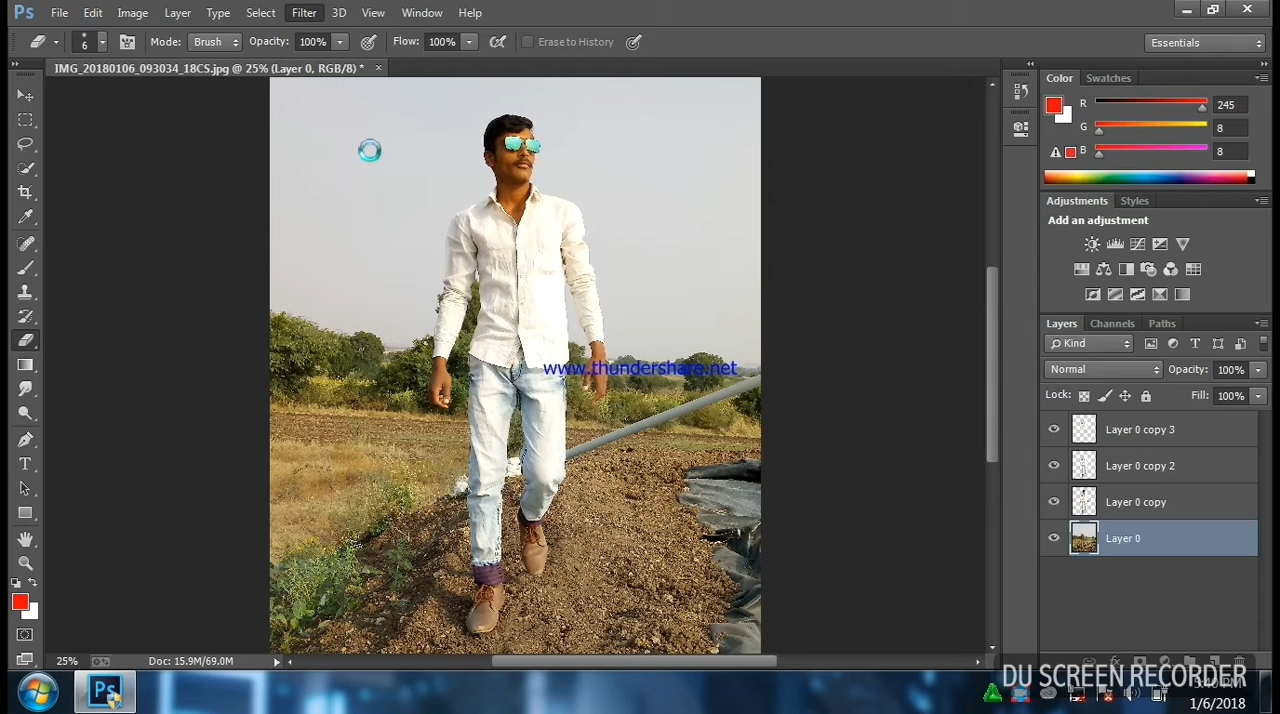 Ps File Edit Image Layer Type Select Filter 3D View Window Help
6 Mode: Brush Opacity: 100% Flow: 100% Erase to History Essentials
IMG_20180106_093034_18CS.jpg @ 25% (Layer 0, RGB/8) *
Color Swatches
R 245
G 8
B 8
Adjustments Styles
Add an adjustment
Layers Channels Paths
Kind
Normal Opacity: 100%
Lock: Fill: 100%
www.thundershare.net
Layer 0 copy 3
Layer 0 copy 2
Layer 0 copy
Layer 0
25% Doc: 15.9M/69.0M
DU SCREEN RECORDER
Ps
1/6/2018